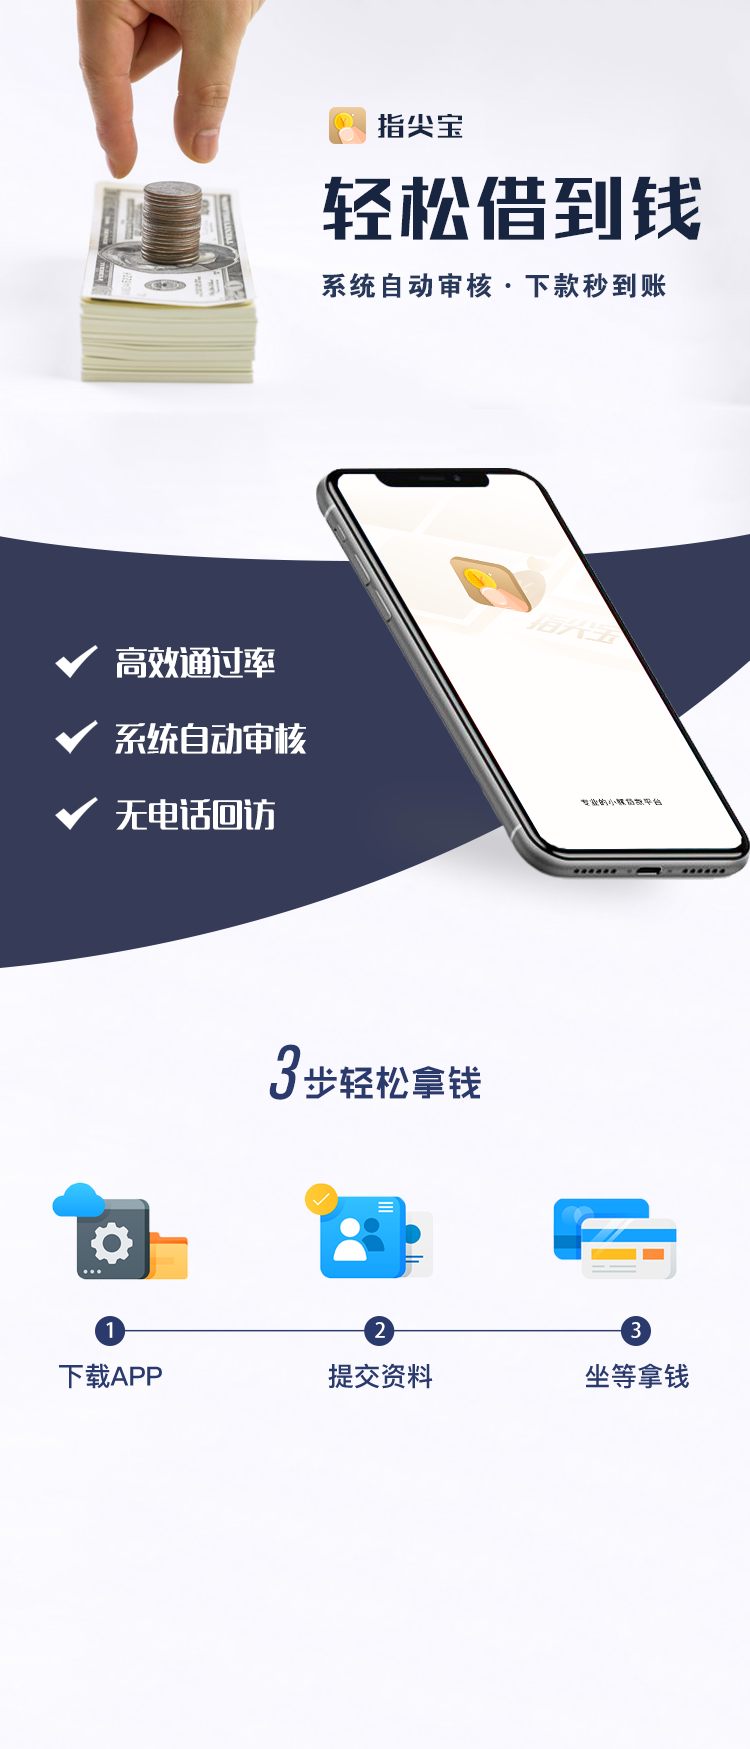 指尖宝
轻松借到钱
系统自动审核·下款秒到账
指尖宝
高效通过率
系统自动审核
无电话回访
专业的小额借款平台
3步轻松拿钱
1
2
3
下载APP
提交资料
坐等拿钱